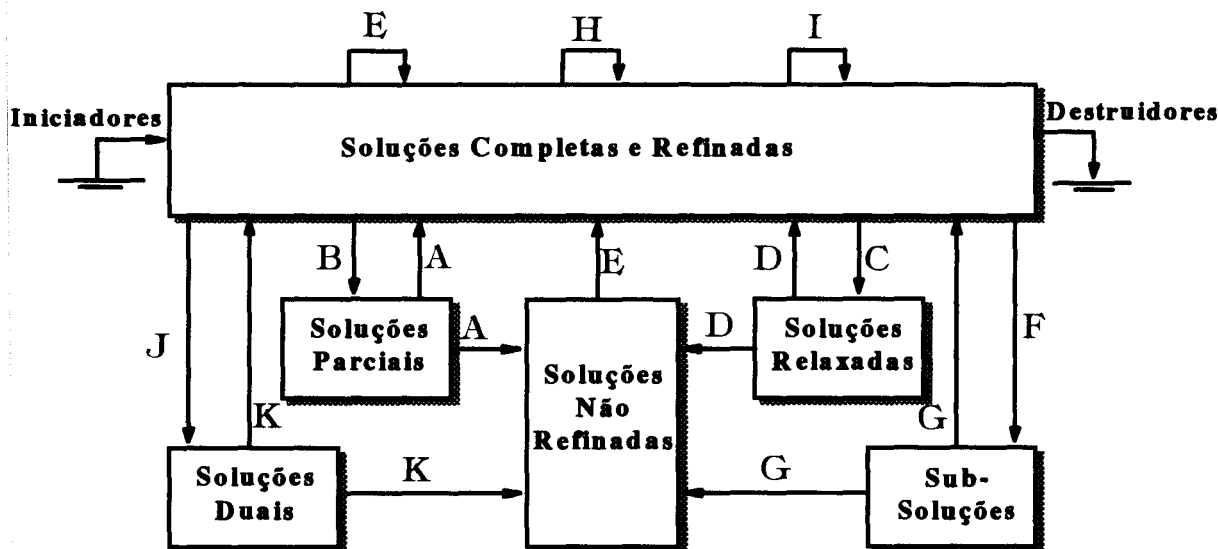 E
H
I
Iniciadores
Destruidores
Soluções Completas e Refinadas
B
A
E
D
C
J
Soluções
Parciais
A
D
Soluções
Relaxadas
F
Soluções
Não
Refinadas
K
G
Soluções
Duais
K
G
Sub-
Soluções